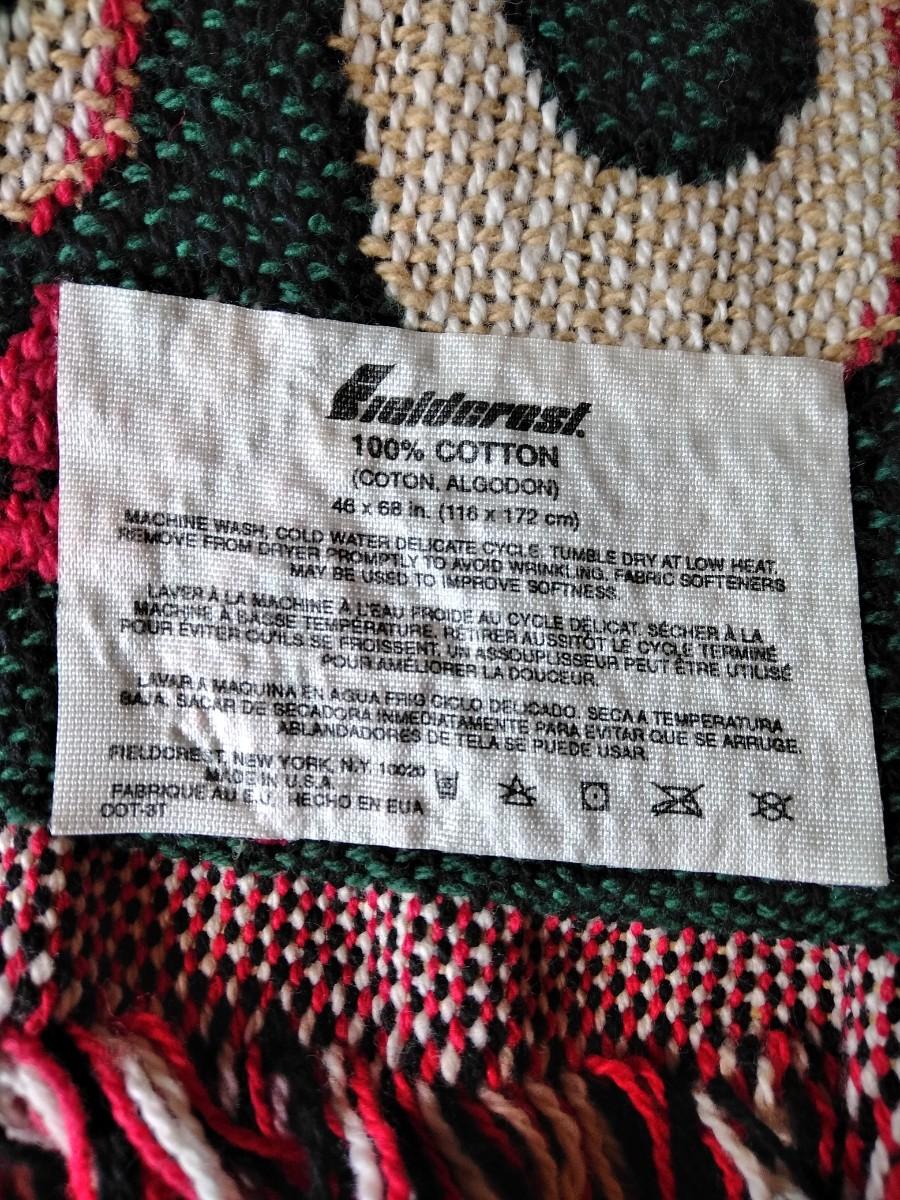 Fieldcrest.
100% COTTON
(COTON, ALGODON)
46 x 68 in. (116 x 172 cm)
MACHINE WASH, COLD WATER DELICATE CYCLE. TUMBLE DRY AT LOW HEAT.
REMOVE FROM DRYER PROMPTLY TO AVOID WRINKLING. FABRIC SOFTENERS
MAY BE USED TO IMPROVE SOFTNESS.
LAVER À LA MACHINE À L'EAU FROIDE AU CYCLE DÉLICAT. SÉCHER À LA
MACHINE À BASSE TEMPÉRATURE. RETIRER AUSSITÔT LE CYCLE TERMINÉ
POUR ÉVITER QU'ILS SE FROISSENT. UN ASSOUPLISSEUR PEUT ÊTRE UTILISÉ
POUR AMÉLIORER LA DOUCEUR.
LAVAR A MAQUINA EN AGUA FRIG CICLO DELICADO. SECA A TEMPERATURA
BAJA. SACAR DE SECADORA INMEDIATAMENTE PARA EVITAR QUE SE ARRUGE.
ABLANDADORES DE TELA SE PUEDE USAR.
FIELDCREST, NEW YORK, N.Y. 10020
MADE IN U.S.A.
FABRIQUÉ AU E.U. HECHO EN EUA
COT-3T